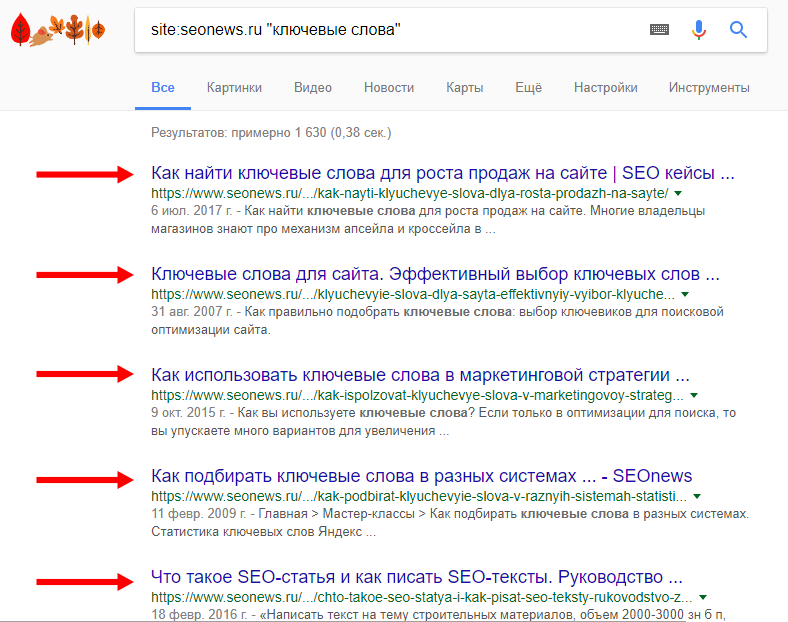 site:seonews.ru "ключевые слова"
Все Картинки Видео Новости Карты Ещё Настройки Инструменты
Результатов: примерно 1 630 (0,38 сек.)
Как найти ключевые слова для роста продаж на сайте | SEO кейсы ...
https://www.seonews.ru/.../kak-nayti-klyuchevye-slova-dlya-rosta-prodazh-na-sayte/
6 июл. 2017 г. - Как найти ключевые слова для роста продаж на сайте. Многие владельцы
магазинов знают про механизм апсейла и кроссейла в ...
Ключевые слова для сайта. Эффективный выбор ключевых слов ...
https://www.seonews.ru/.../klyuchevyie-slova-dlya-sayta-effektivnyiy-vyibor-klyuche...
31 авг. 2007 г. - Как правильно подобрать ключевые слова: выбор ключевиков для поисковой
оптимизации сайта.
Как использовать ключевые слова в маркетинговой стратегии ...
https://www.seonews.ru/.../kak-ispolzovat-klyuchevye-slova-v-marketingovoy-strateg...
9 окт. 2015 г. - Как вы используете ключевые слова? Если только в оптимизации для поиска, то
вы упускаете много вариантов для увеличения ...
Как подбирать ключевые слова в разных системах ... - SEOnews
https://www.seonews.ru/.../kak-podbirat-klyuchevyie-slova-v-raznyih-sistemah-statisti...
11 февр. 2009 г. - Главная > Мастер-классы > Как подбирать ключевые слова в разных системах.
Статистика ключевых слов Яндекс ...
Что такое SEO-статья и как писать SEO-тексты. Руководство ...
https://www.seonews.ru/.../chto-takoe-seo-statya-i-kak-pisat-seo-teksty-rukovodstvo-z...
18 февр. 2016 г. - «Написать текст на тему строительных материалов, объем 2000-3000 зн б п,